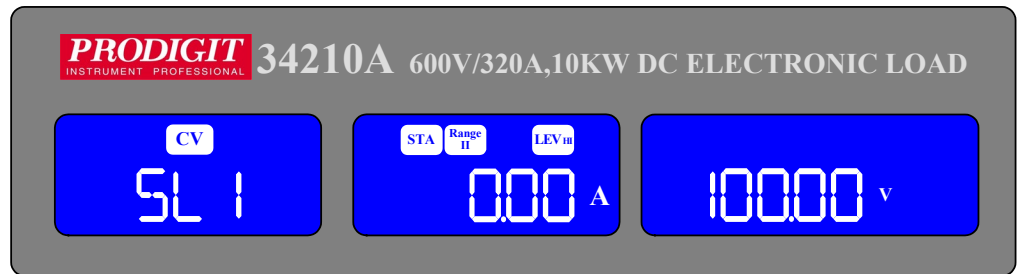 PRODIGIT
INSTRUMENT PROFESSIONAL
34210A 600V/320A,10KW DC ELECTRONIC LOAD
CV
SL 1
STA Range II LEV HI
0.00 A
100.00 V